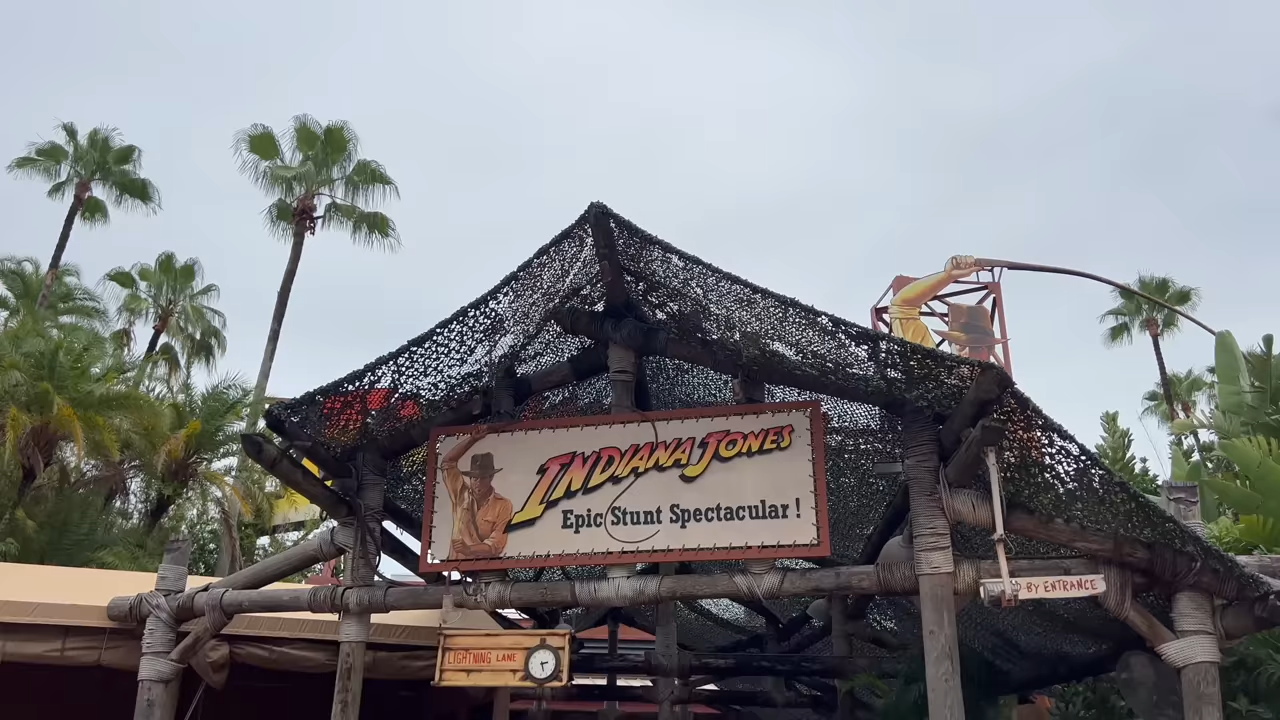 INDIANA JONES
Epic Stunt Spectacular!
BY ENTRANCE
LIGHTNING LANE